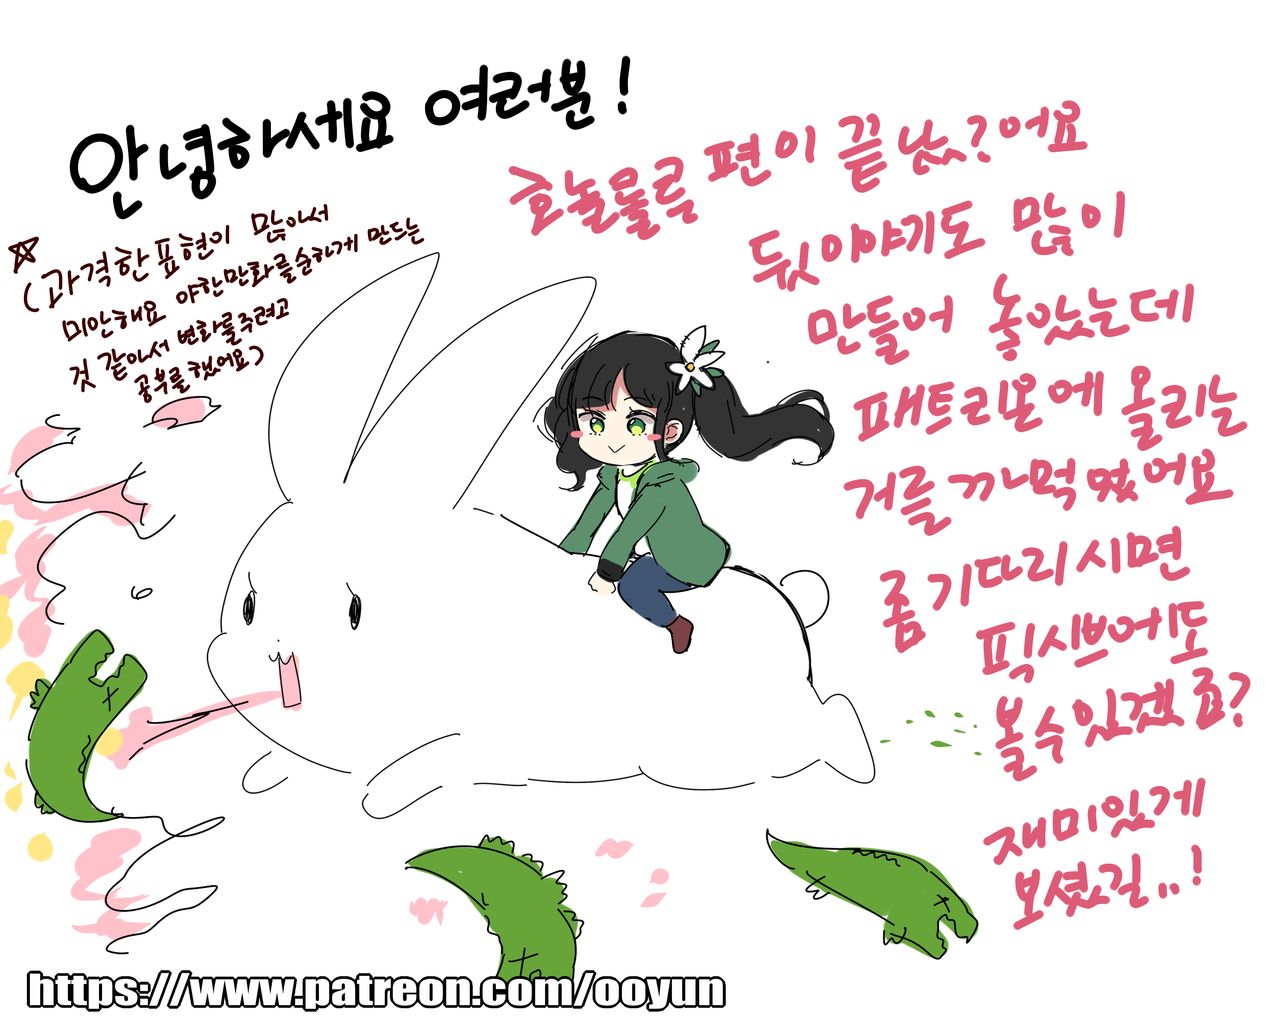 안녕하세요 여러분!
☆
(과격한 표현이 많아서
미안해요 야한만화를순하게 만드는
것 같아서 변화를주려고
공부를했어요)
호놀물루 편이 끝났?어요
뒷이야기도 많이
만들어 놓았는데
패트리온에 올리는
거를 까먹었어요
좀 기다리시면
픽시브에도
볼수있겠죠?
재미있게
보셨길..!
https://www.patreon.com/ooyun